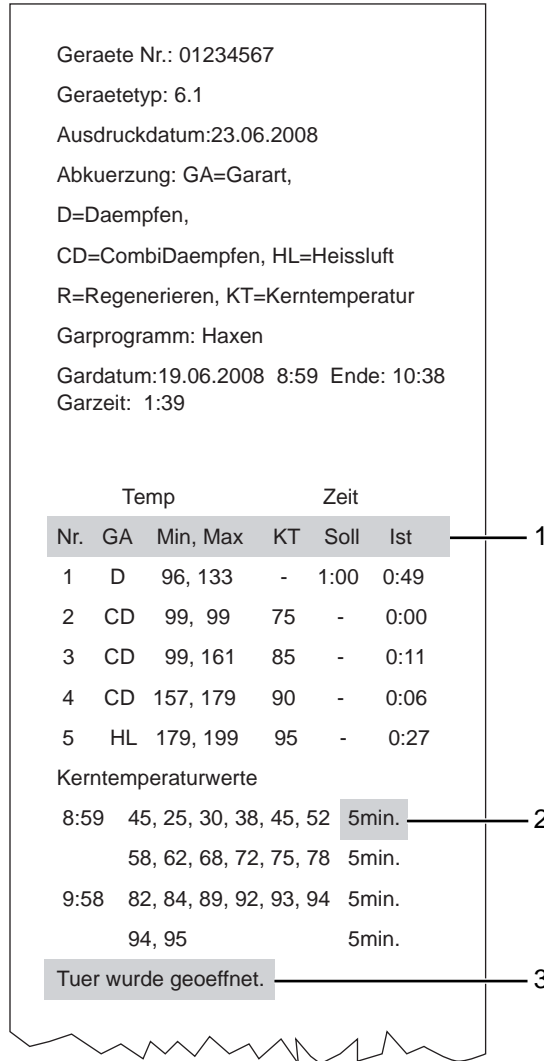 Geraete Nr.: 01234567
Geraetetyp: 6.1
Ausdruckdatum:23.06.2008
Abkuerzung: GA=Garart,
D=Daempfen,
CD=CombiDaempfen, HL=Heissluft
R=Regenerieren, KT=Kerntemperatur
Garprogramm: Haxen
Gardatum:19.06.2008 8:59 Ende: 10:38
Garzeit: 1:39
Temp Zeit
Nr. GA Min, Max KT Soll Ist 1
1 D 96, 133 - 1:00 0:49
2 CD 99, 99 75 - 0:00
3 CD 99, 161 85 - 0:11
4 CD 157, 179 90 - 0:06
5 HL 179, 199 95 - 0:27
Kerntemperaturwerte
8:59 45, 25, 30, 38, 45, 52 5min. 2
58, 62, 68, 72, 75, 78 5min.
9:58 82, 84, 89, 92, 93, 94 5min.
94, 95 5min.
Tuer wurde geoeffnet. 3